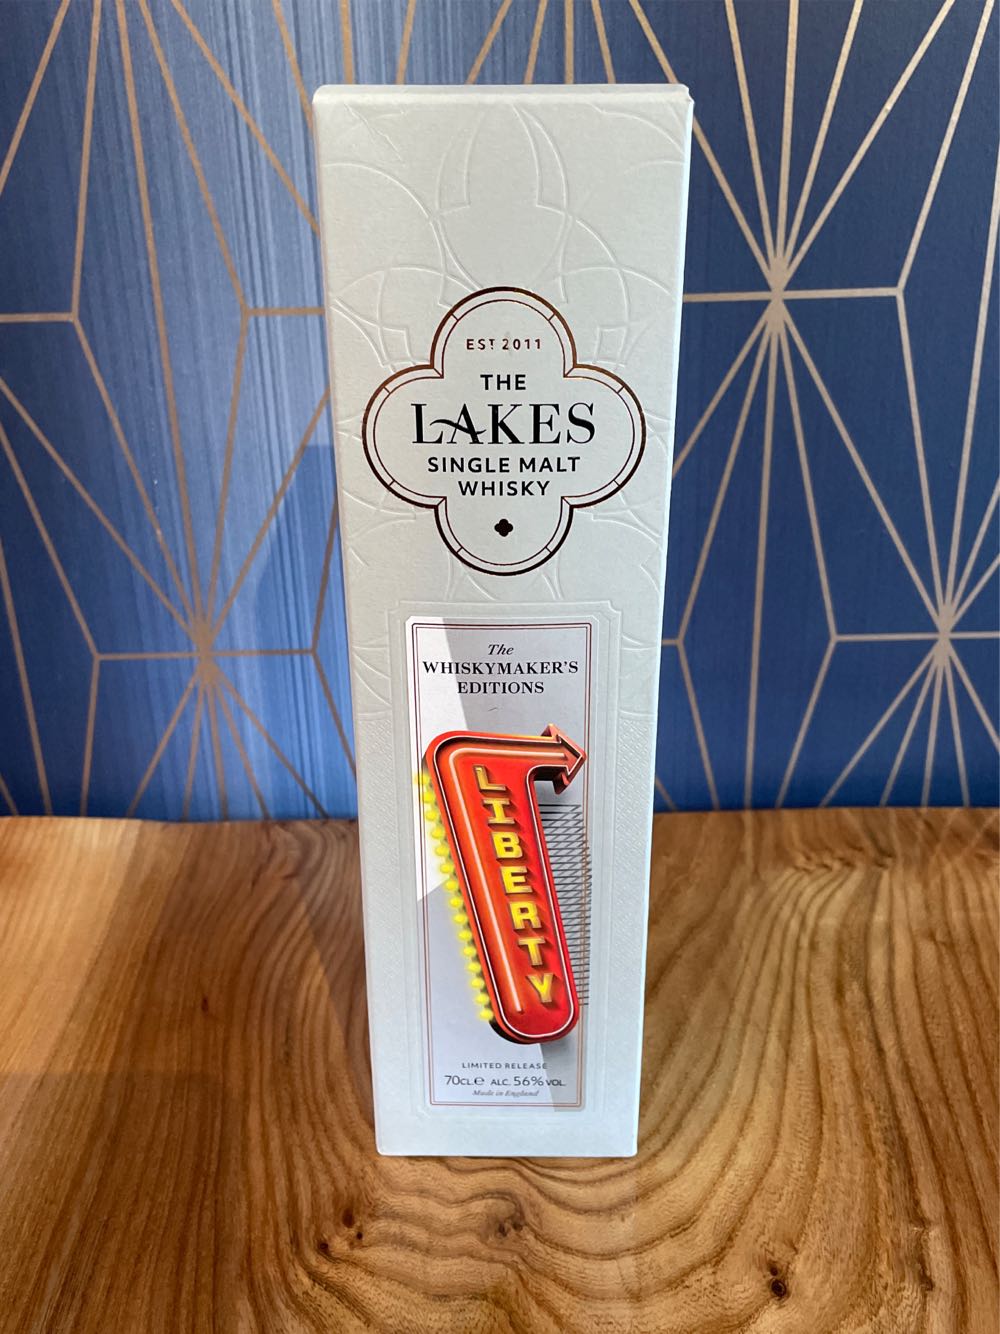 EST 2011
THE
LAKES
SINGLE MALT
WHISKY
The
WHISKYMAKER'S
EDITIONS
LIBERTY
LIMITED RELEASE
70CL e ALC. 56% VOL.
Made in England